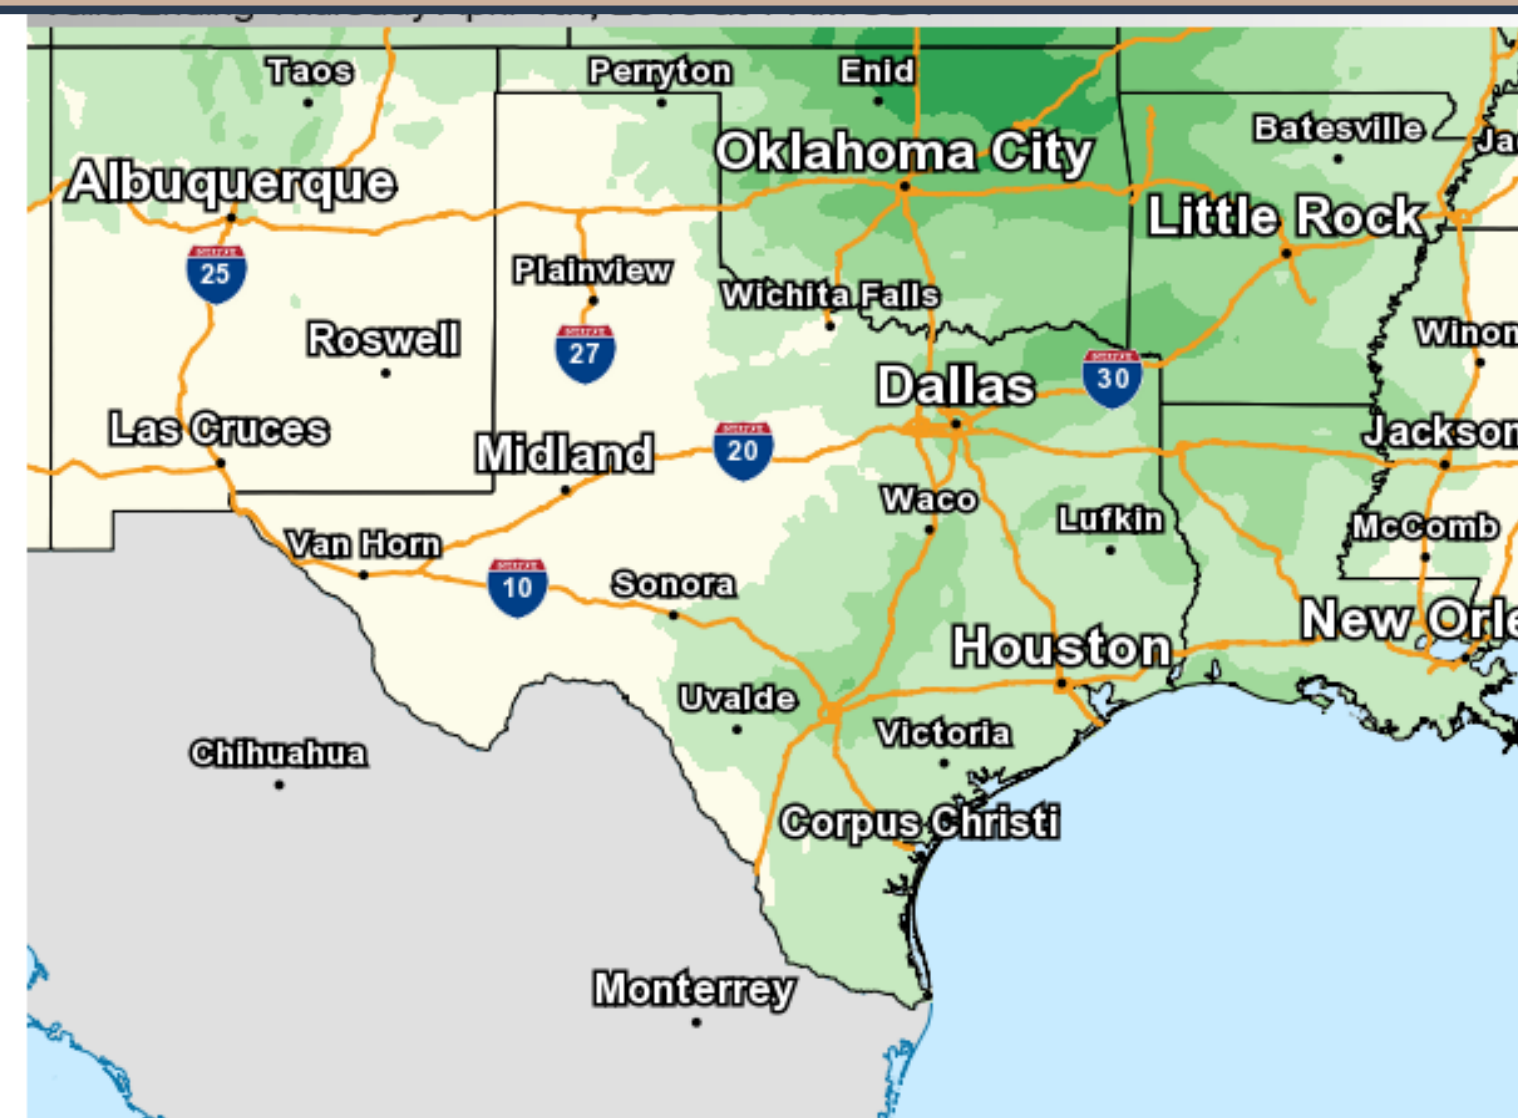 Taos
Perryton
Enid
Batesville
Oklahoma City
Albuquerque
Little Rock
25
Plainview
Wichita Falls
Roswell
27
Winon
30
Dallas
Las Cruces
Midland
20
Jackson
Waco
Lufkin
McComb
Van Horn
10
Sonora
New Orle
Houston
Uvalde
Victoria
Chihuahua
Corpus Christi
Monterrey